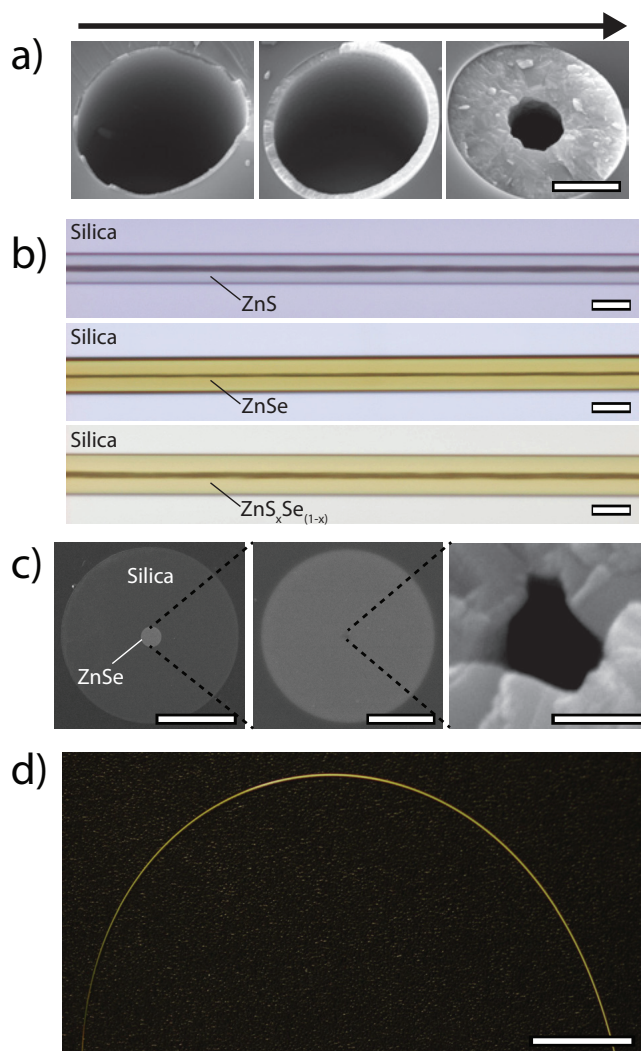 a)
b)
Silica
ZnS
Silica
ZnSe
Silica
ZnSₓSe₍₁₋ₓ₎
c)
Silica
ZnSe
d)